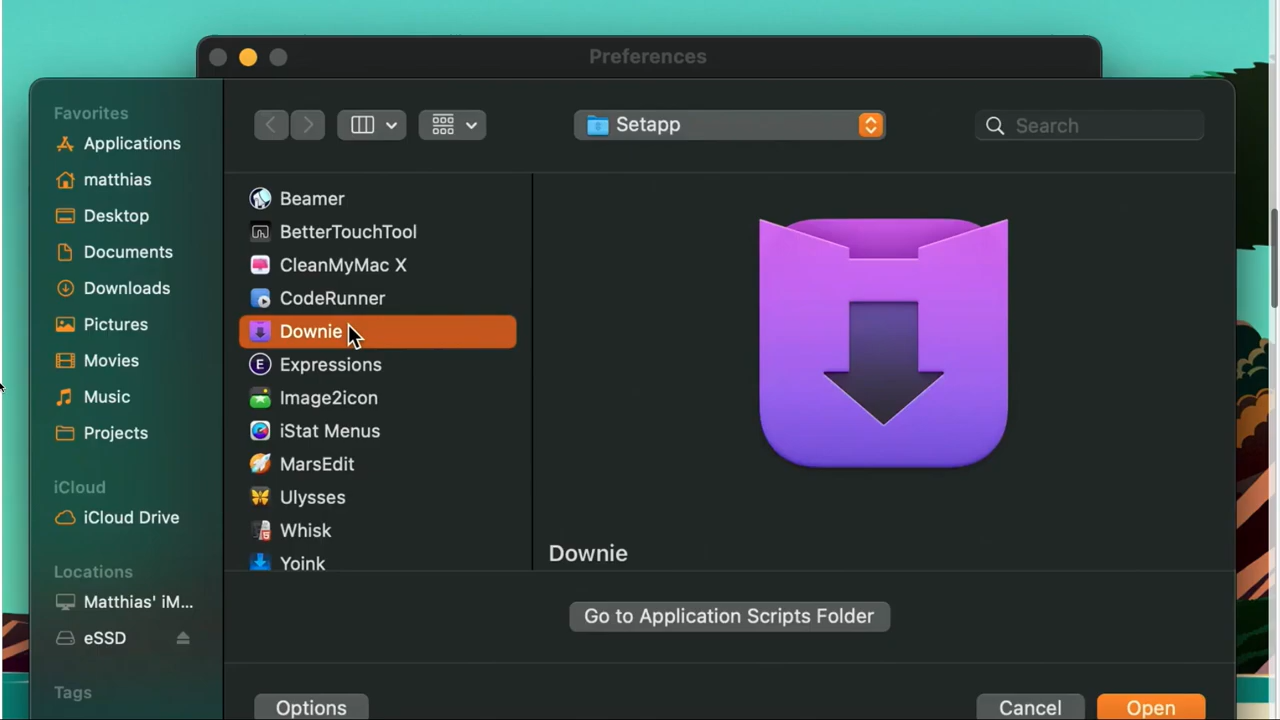 Preferences
Favorites
Applications
matthias
Desktop
Documents
Downloads
Pictures
Movies
Music
Projects
iCloud
iCloud Drive
Locations
Matthias' iM...
eSSD
Tags
Setapp
Search
Beamer
BetterTouchTool
CleanMyMac X
CodeRunner
Downie
Expressions
Image2icon
iStat Menus
MarsEdit
Ulysses
Whisk
Yoink
Downie
Go to Application Scripts Folder
Options
Cancel
Open